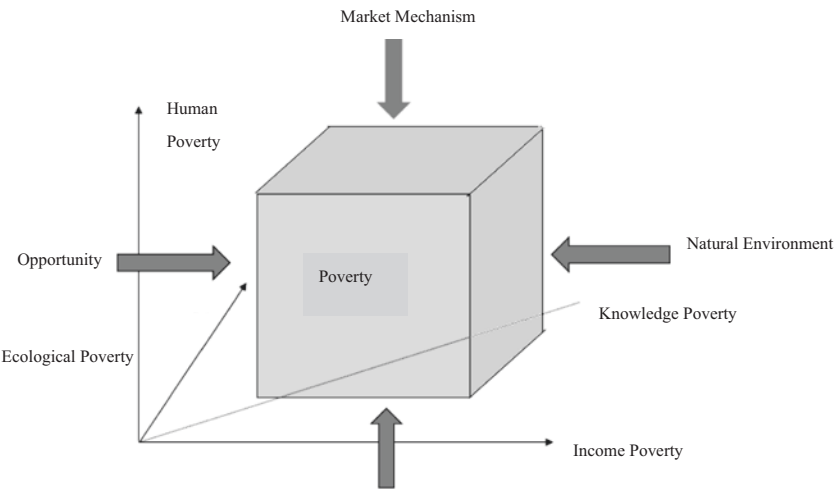 Market Mechanism
Human
Poverty
Opportunity
Natural Environment
Poverty
Knowledge Poverty
Ecological Poverty
Income Poverty